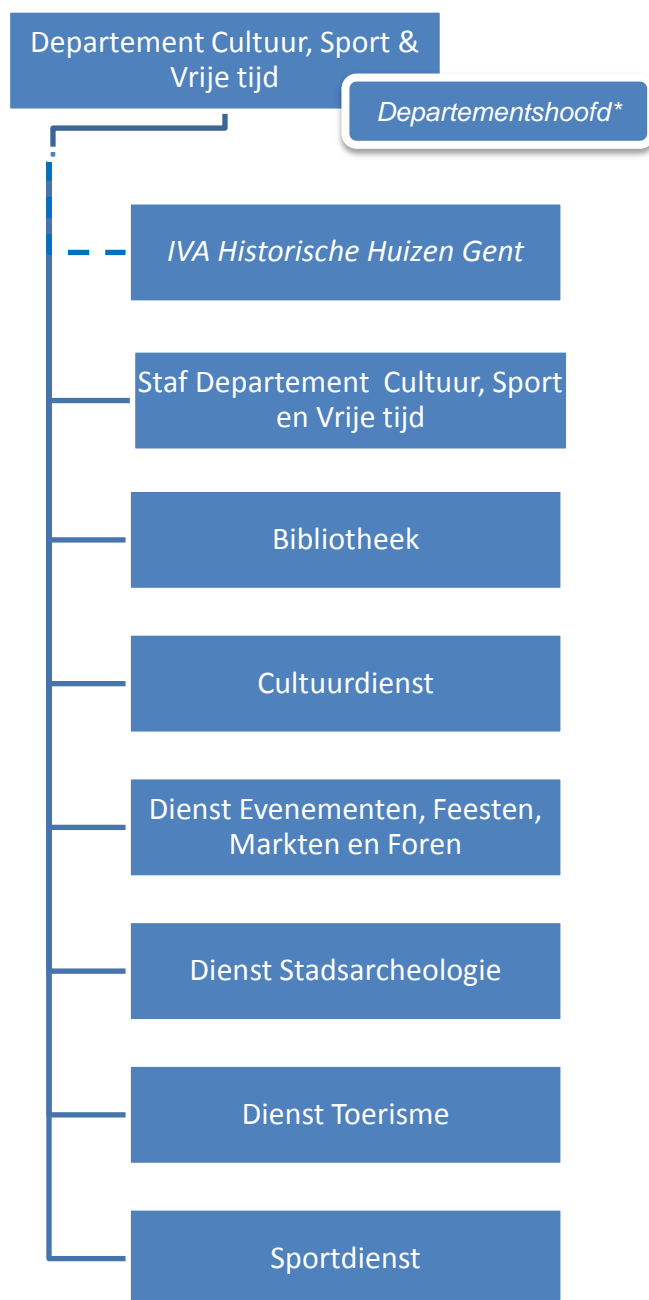 Departement Cultuur, Sport &
Vrije tijd
Departementshoofd*
IVA Historische Huizen Gent
Staf Departement Cultuur, Sport
en Vrije tijd
Bibliotheek
Cultuurdienst
Dienst Evenementen, Feesten,
Markten en Foren
Dienst Stadsarcheologie
Dienst Toerisme
Sportdienst